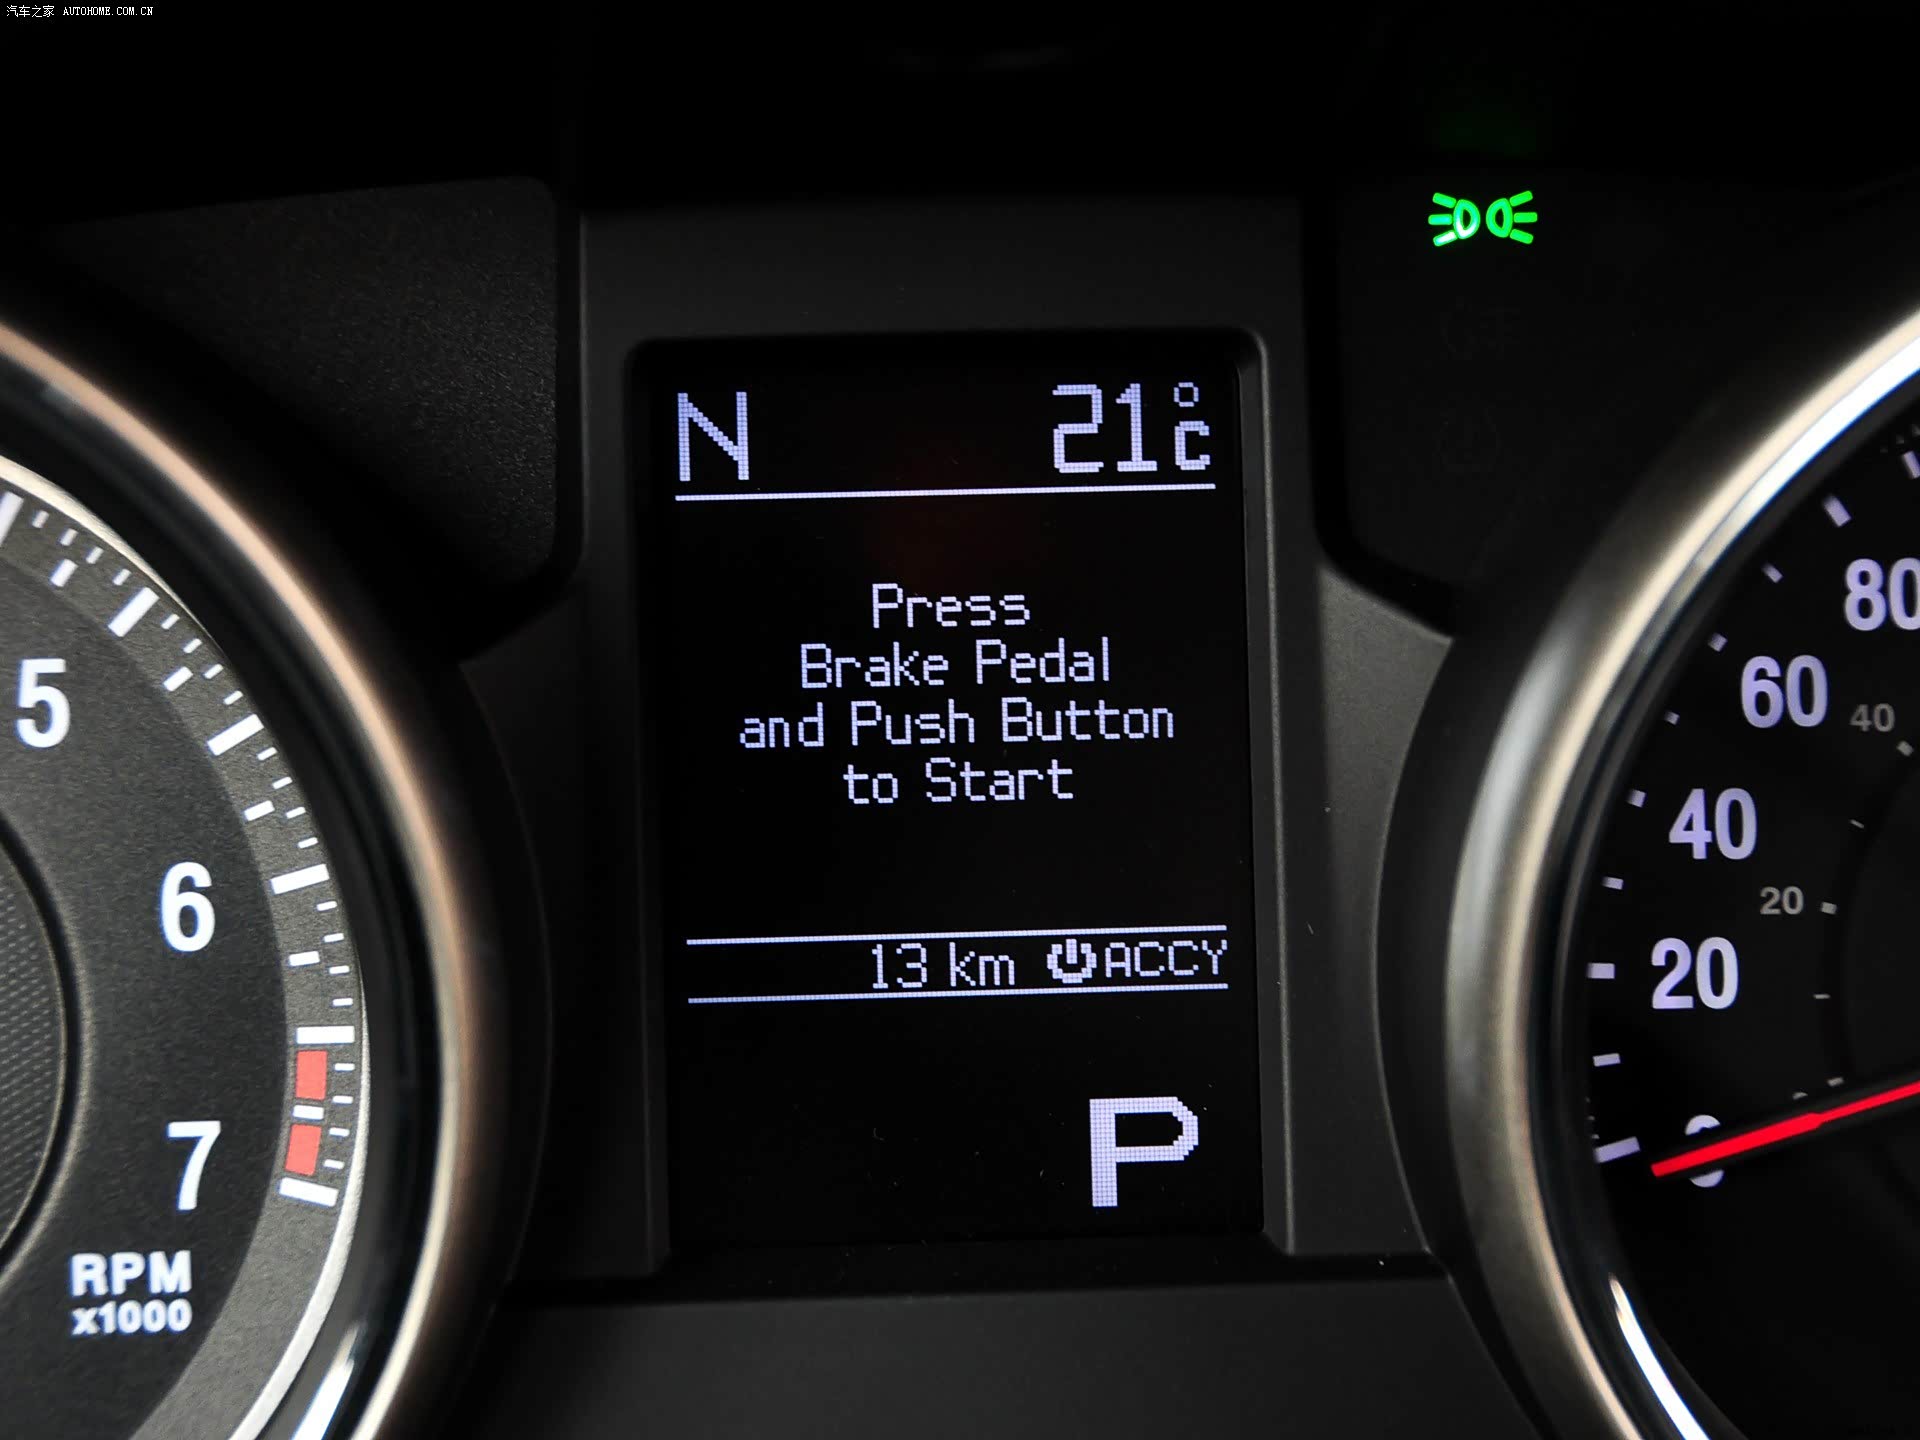 汽车之家 AUTOHOME.COM.CN
N 21°C
Press
Brake Pedal
and Push Button
to Start
13 km ACCY
P
5
6
7
RPM
x1000
80
60
40
40
20
20
0